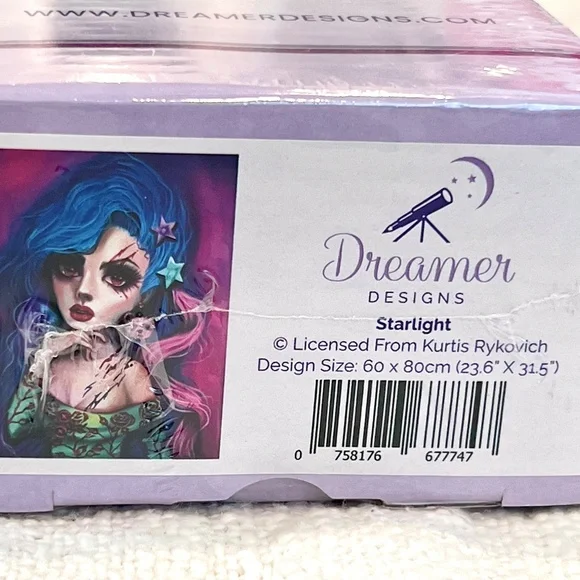 WWW.DREAMERDESIGNS.COM
Dreamer
DESIGNS
Starlight
© Licensed From Kurtis Rykovich
Design Size: 60 x 80cm (23.6" X 31.5")
0 758176 677747